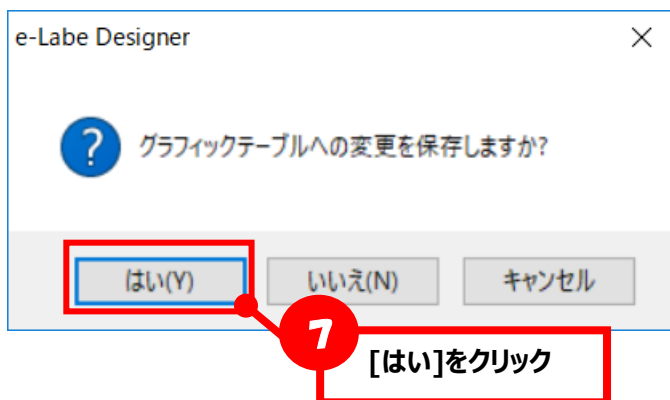 e-Labe Designer
グラフィックテーブルへの変更を保存しますか?
はい(Y) いいえ(N) キャンセル
7
[はい]をクリック